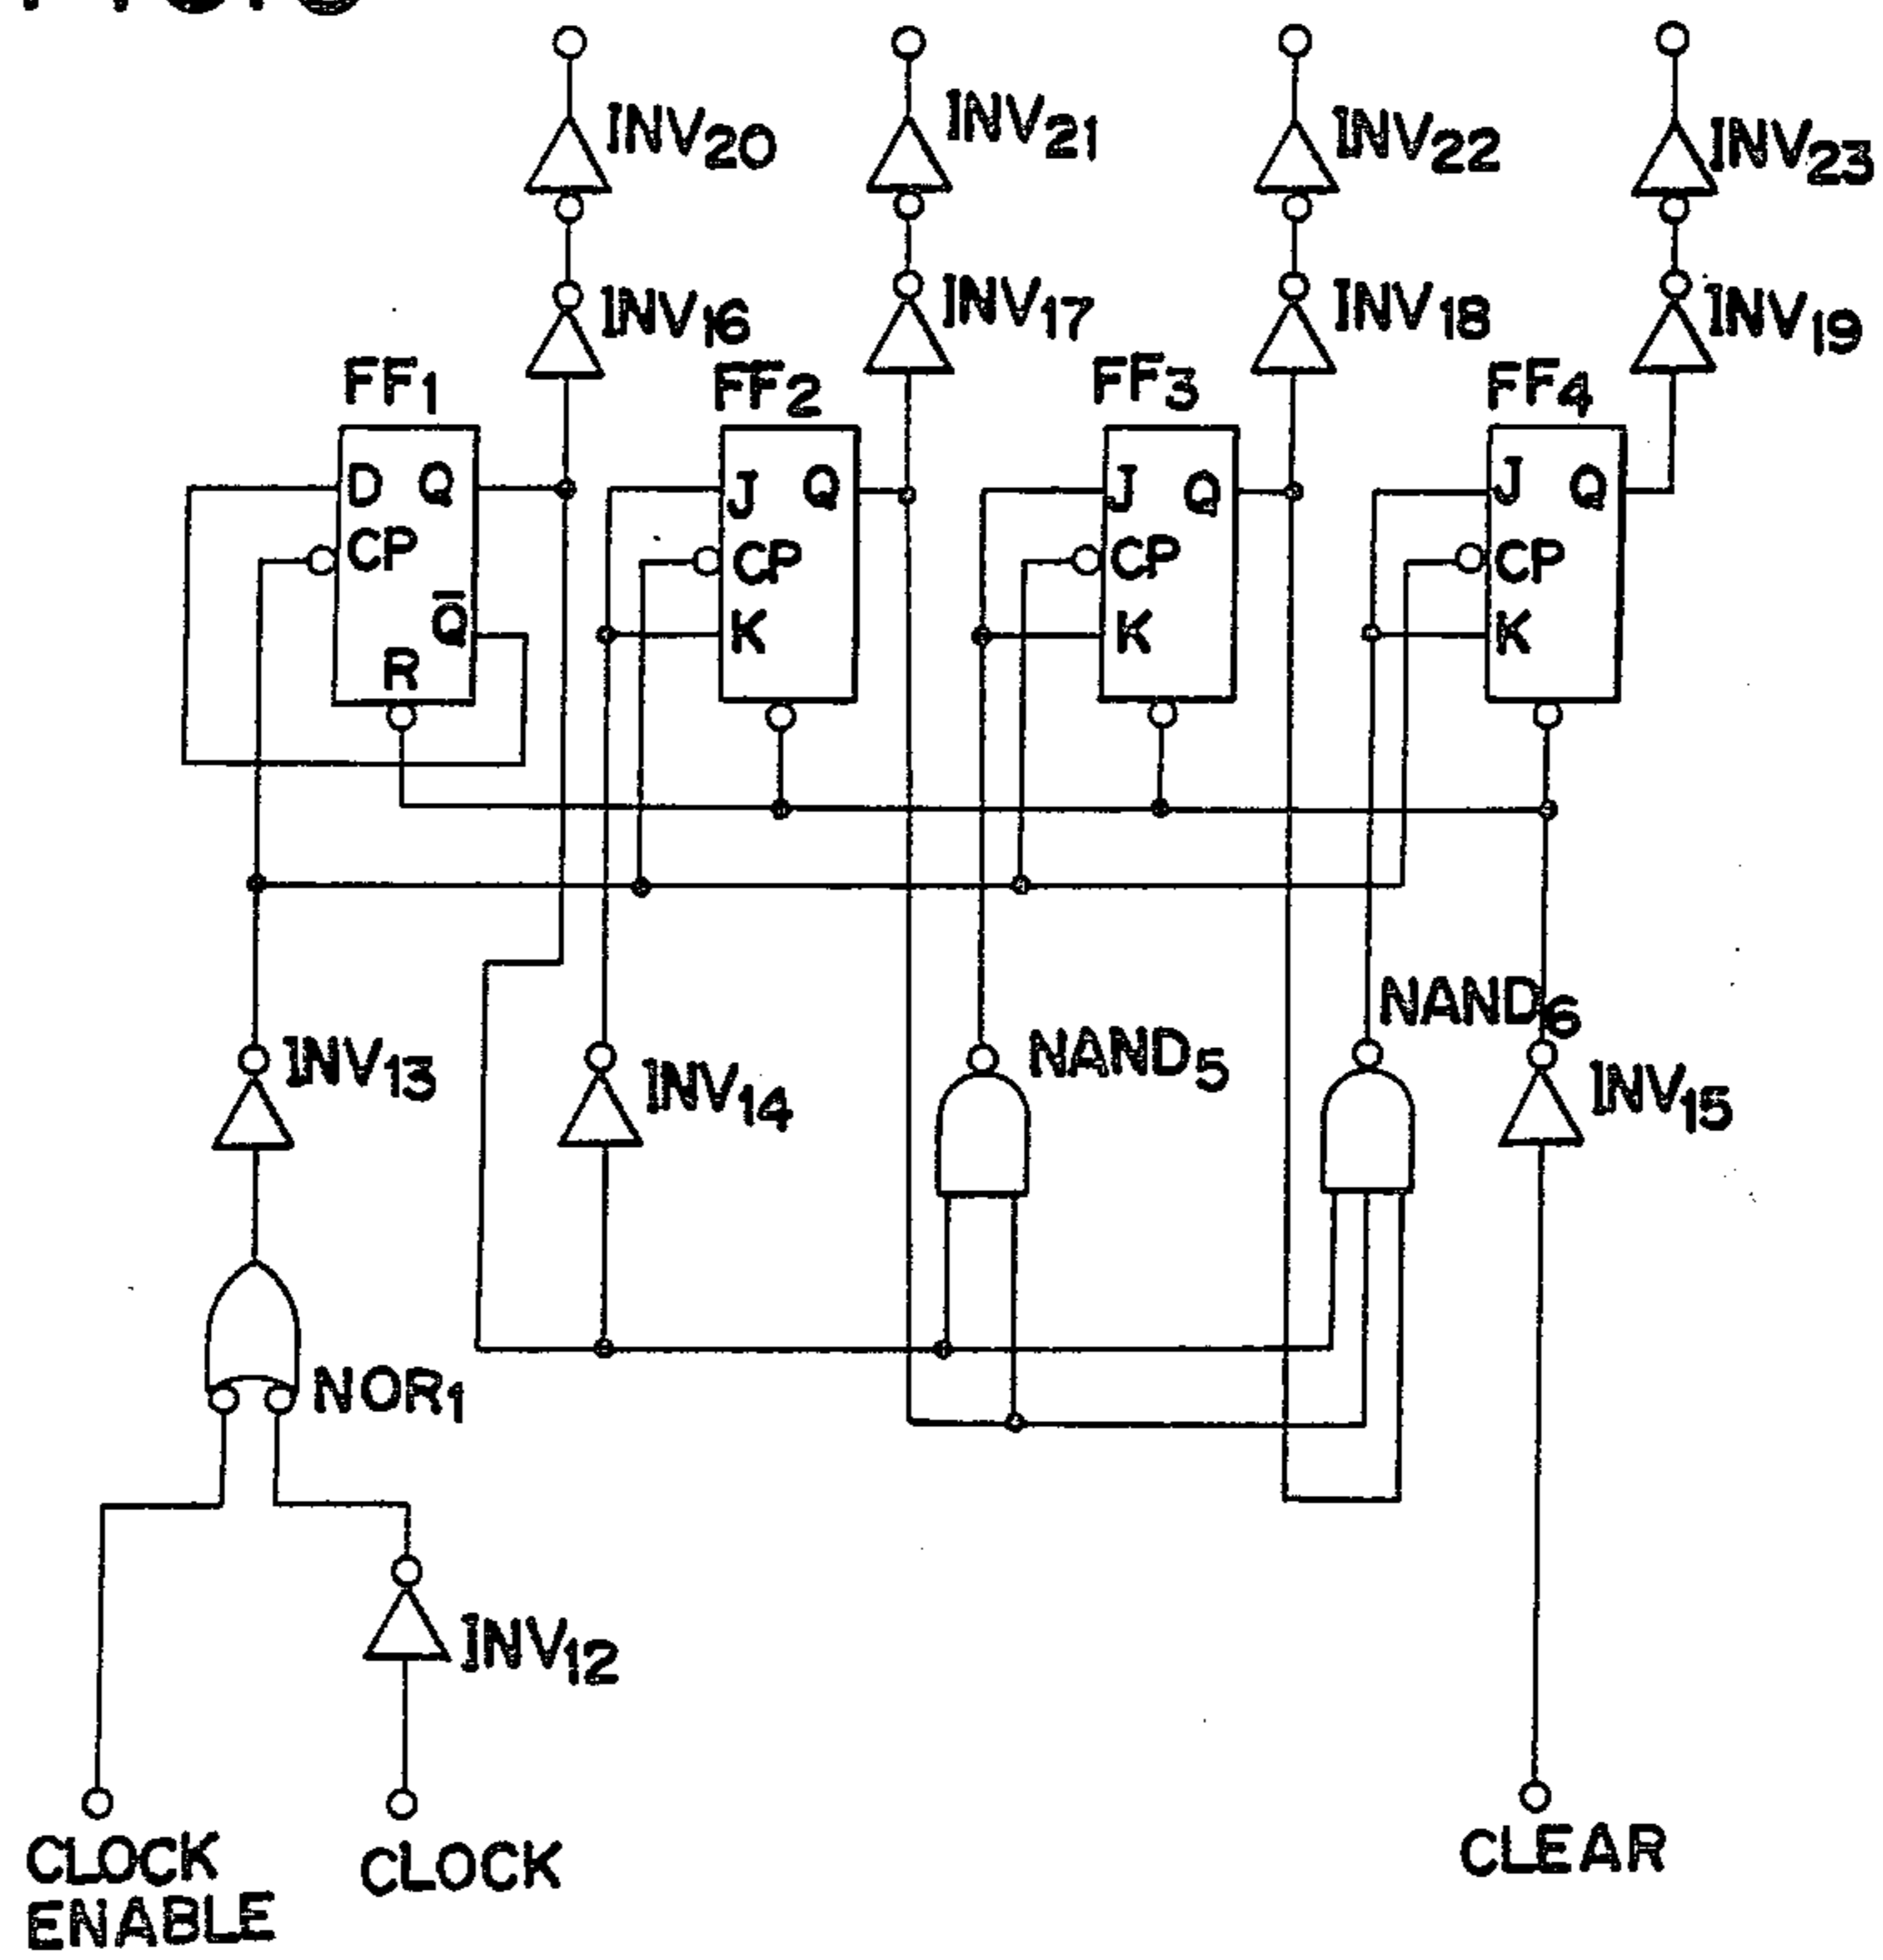 INV20 INV21 INV22 INV23
INV16 INV17 INV18 INV19
FF1 FF2 FF3 FF4
D Q J Q J Q J Q
CP CP CP CP
Q̅ K K K
R
NAND6
INV13 INV14 NAND5 INV15
NOR1
INV12
CLOCK ENABLE CLOCK CLEAR